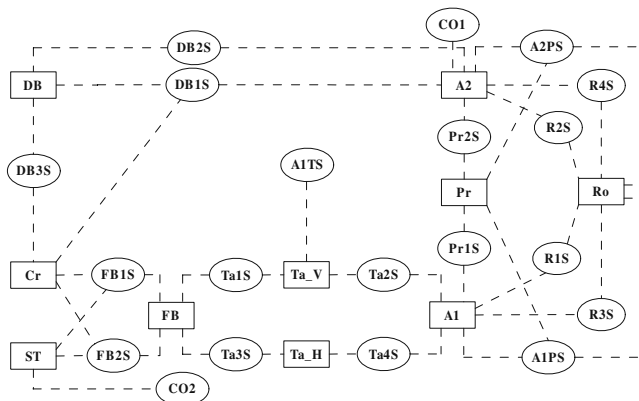 CO1
DB2S
A2PS
DB
DB1S
A2
R4S
R2S
Pr2S
A1TS
DB3S
Pr
Ro
Pr1S
R1S
Cr
FB1S
Ta1S
Ta_V
Ta2S
FB
A1
R3S
ST
FB2S
Ta3S
Ta_H
Ta4S
A1PS
CO2